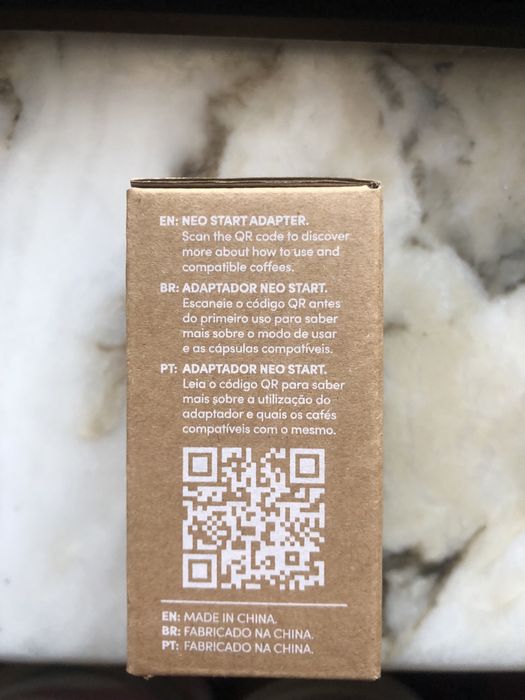 EN: NEO START ADAPTER.
Scan the QR code to discover
more about how to use and
compatible coffees.
BR: ADAPTADOR NEO START.
Escaneie o código QR antes
do primeiro uso para saber
mais sobre o modo de usar
e as cápsulas compatíveis.
PT: ADAPTADOR NEO START.
Leia o código QR para saber
mais sobre a utilização do
adaptador e quais os cafés
compatíveis com o mesmo.
EN: MADE IN CHINA.
BR: FABRICADO NA CHINA.
PT: FABRICADO NA CHINA.